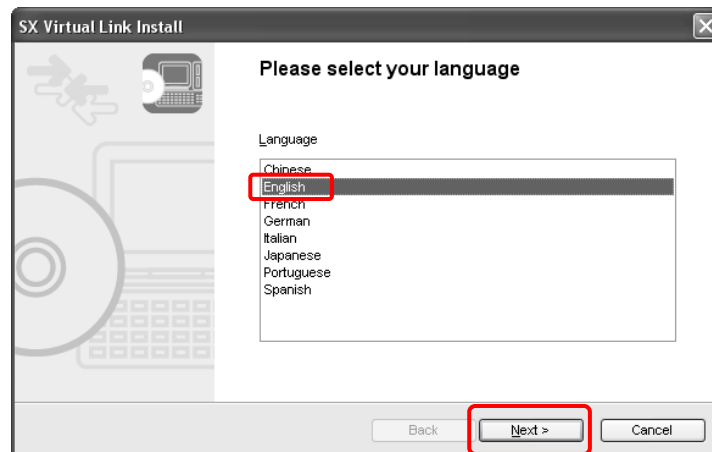 SX Virtual Link Install
Please select your language
Language
Chinese
English
French
German
Italian
Japanese
Portuguese
Spanish
Back Next > Cancel